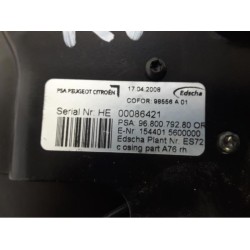 PSA PEUGEOT CITROËN
17.04.2008
Edscha
COFOR: 98556 A 01
Serial Nr: HE 00086421
PSA. 96.800.792.80 OR
E-Nr. 154401 5600000
Edscha Plant Nr. ES72
closing part A76 rh